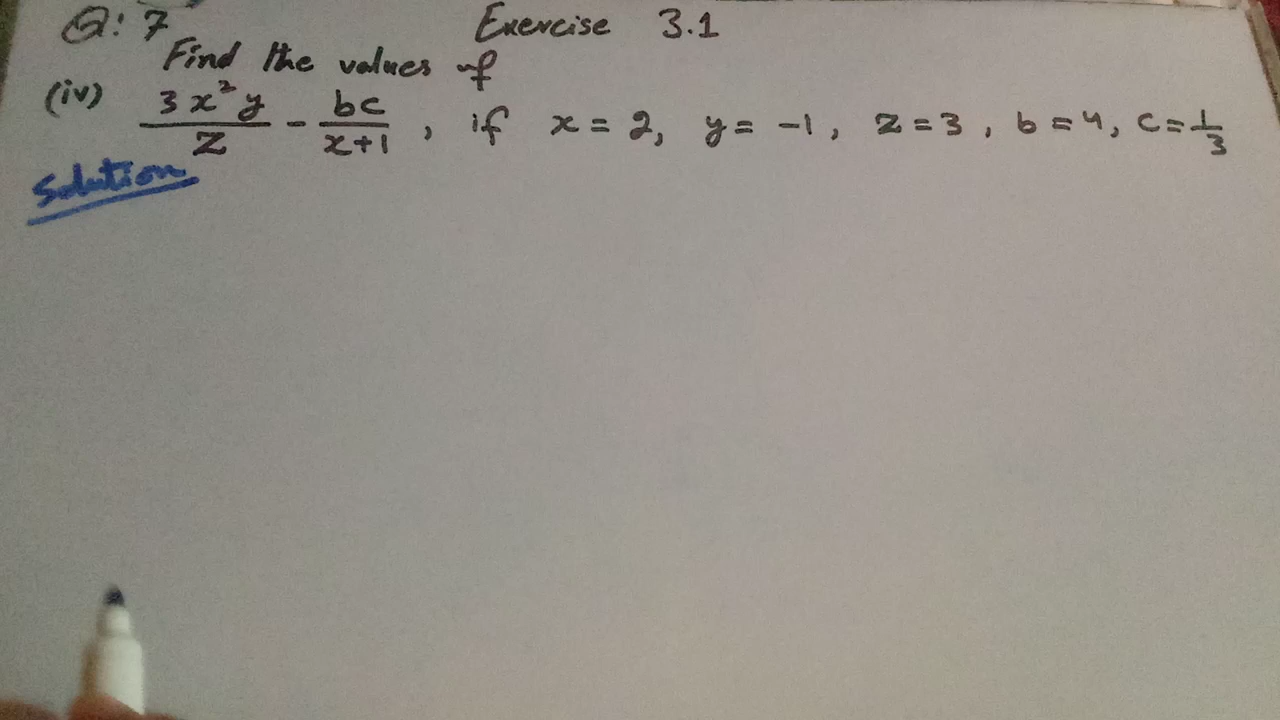 Q: 7 Exercise 3.1
Find the values of
(iv) 3x²y/z - bc/x+1 , if x = 2, y = -1, z = 3, b = 4, c = 1/3
Solution